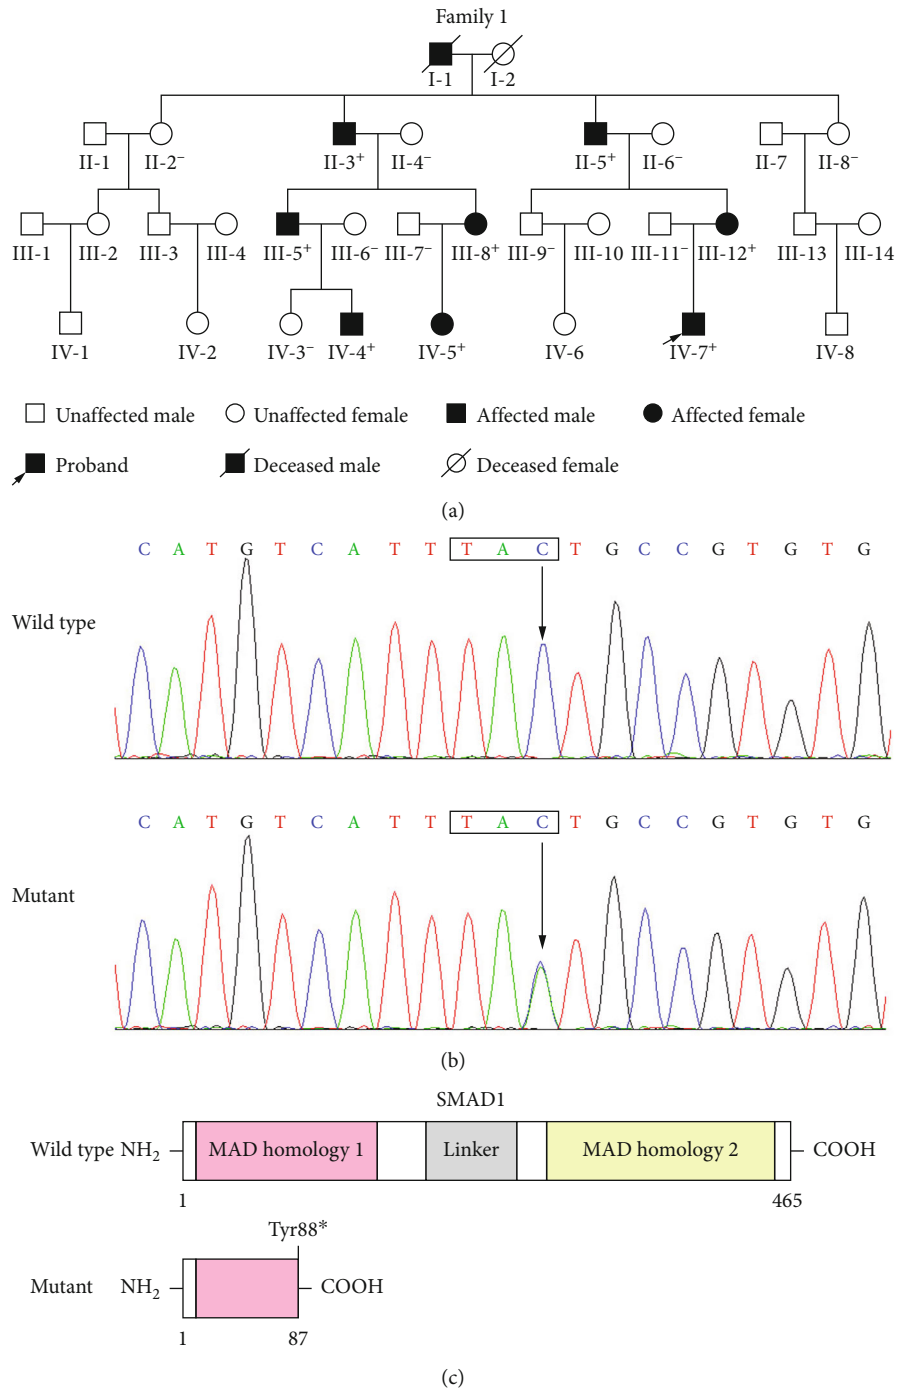 Family 1
I-1 I-2
II-1 II-2⁻ II-3⁺ II-4⁻ II-5⁺ II-6⁻ II-7 II-8⁻
III-1 III-2 III-3 III-4 III-5⁺ III-6⁻ III-7⁻ III-8⁺ III-9⁻ III-10 III-11⁻ III-12⁺ III-13 III-14
IV-1 IV-2 IV-3⁻ IV-4⁺ IV-5⁺ IV-6 IV-7⁺ IV-8
Unaffected male Unaffected female Affected male Affected female
Proband Deceased male Deceased female
(a)
C A T G T C A T T T A C T G C C G T G T G
Wild type
C A T G T C A T T T A C T G C C G T G T G
Mutant
(b)
SMAD1
Wild type NH₂ MAD homology 1 Linker MAD homology 2 COOH
1 465
Tyr88*
Mutant NH₂ COOH
1 87
(c)